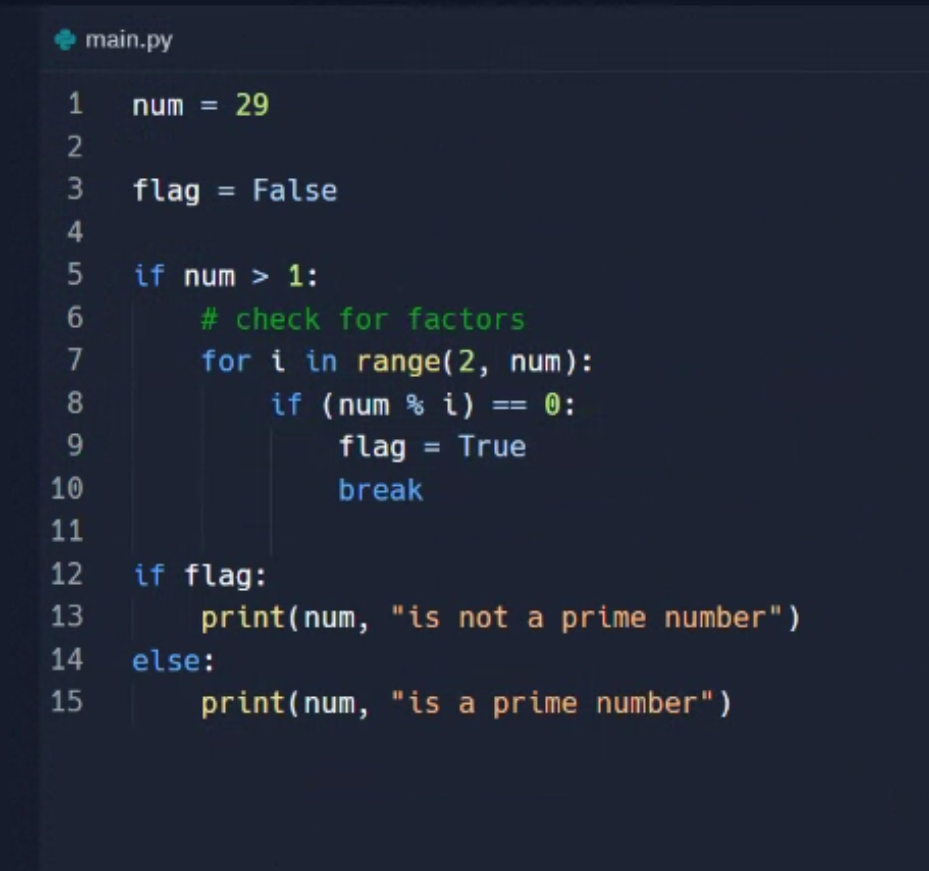 main.py
1 num = 29
2
3 flag = False
4
5 if num > 1:
6     # check for factors
7     for i in range(2, num):
8         if (num % i) == 0:
9             flag = True
10             break
11
12 if flag:
13     print(num, "is not a prime number")
14 else:
15     print(num, "is a prime number")